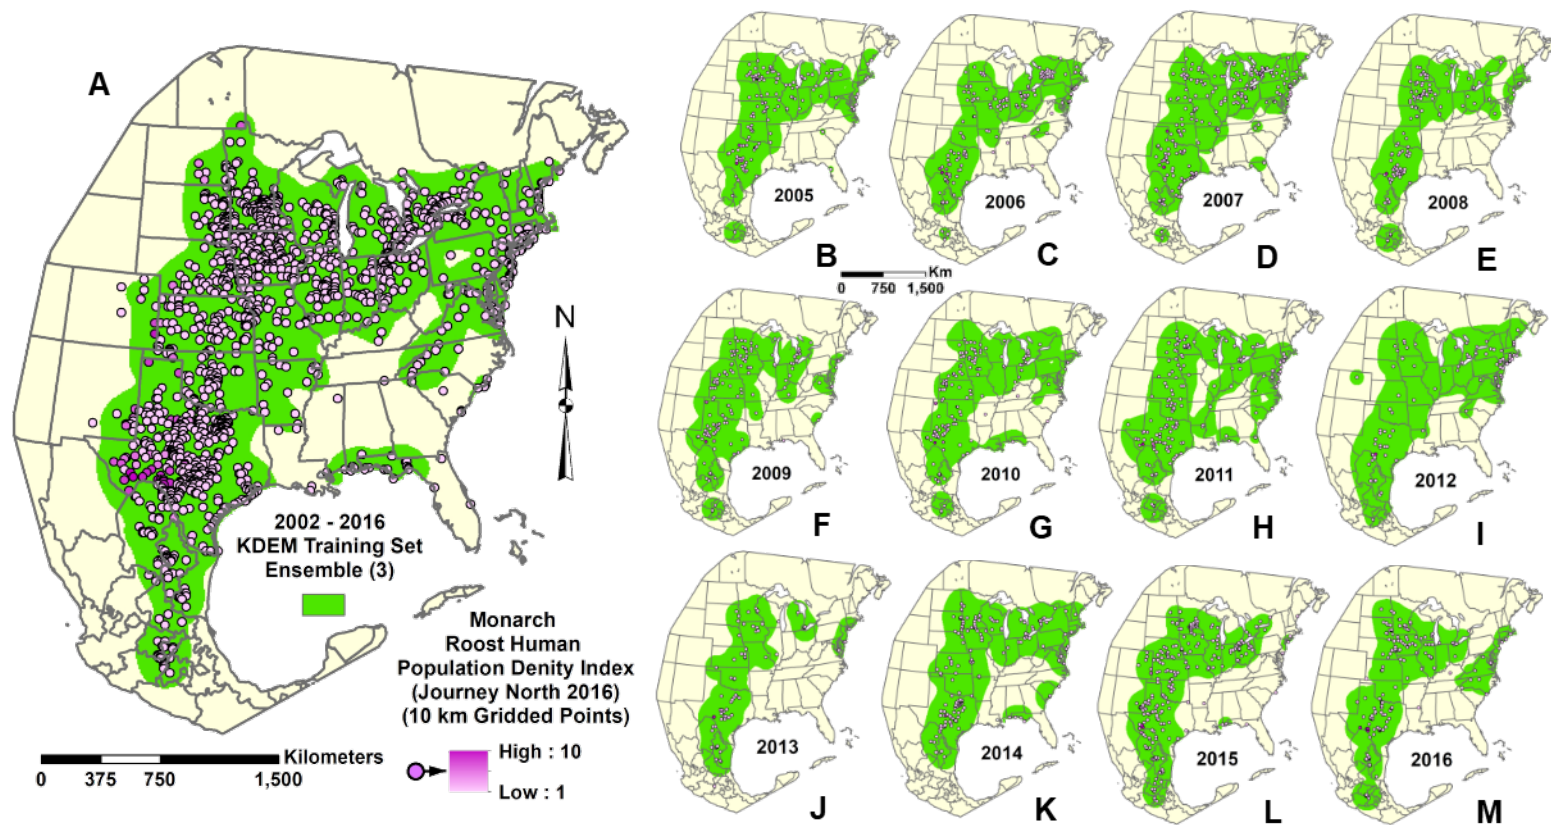 A
N
2002 - 2016
KDEM Training Set
Ensemble (3)
Monarch
Roost Human
Population Denity Index
(Journey North 2016)
(10 km Gridded Points)
High : 10
Low : 1
Kilometers
0 375 750 1,500
2005
B
2006
C
2007
D
2008
E
Km
0 750 1,500
2009
F
2010
G
2011
H
2012
I
2013
J
2014
K
2015
L
2016
M